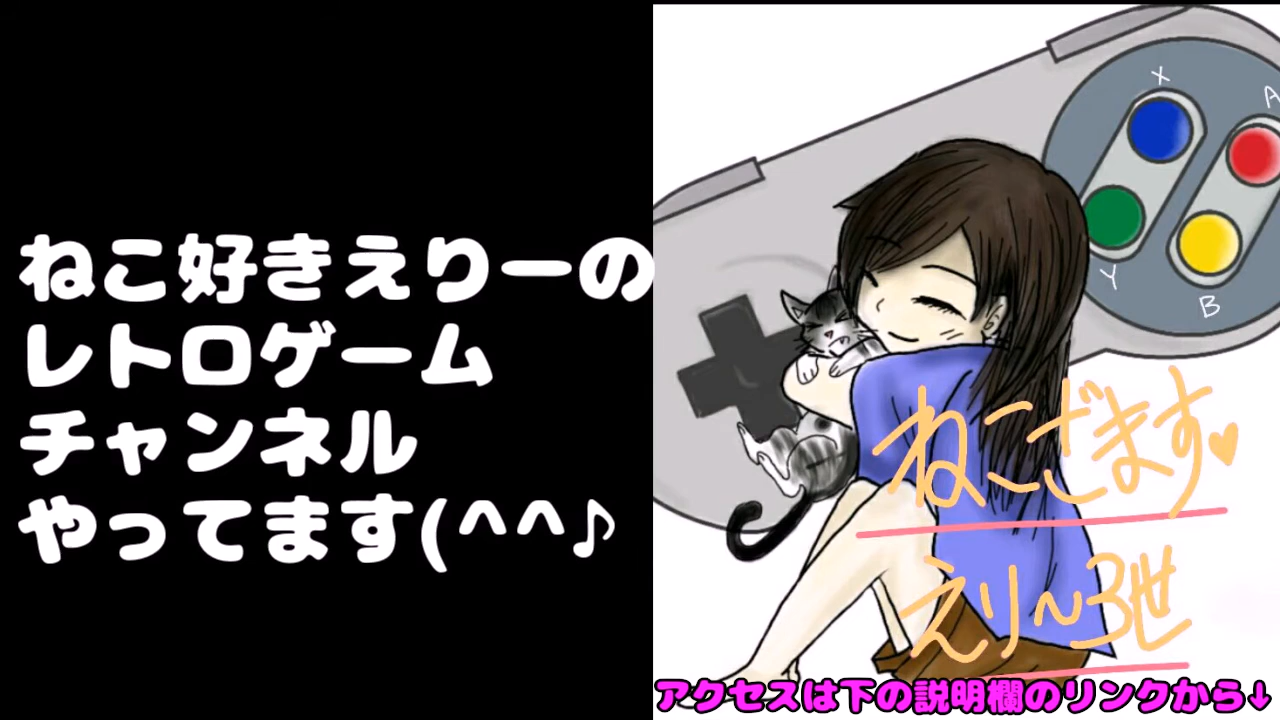 ねこ好きえりーの
レトロゲーム
チャンネル
やってます(^^♪
X
A
Y
B
ねこざます♥
えり〜3世
アクセスは下の説明欄のリンクから↓